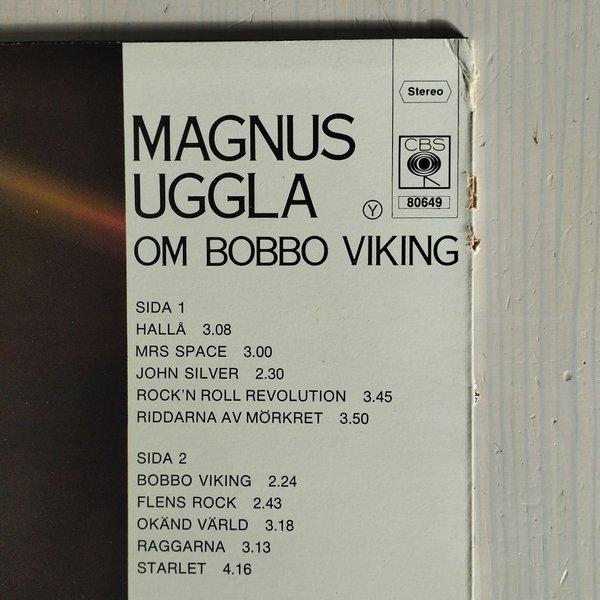 Stereo
CBS
80649
MAGNUS
UGGLA
Y
OM BOBBO VIKING
SIDA 1
HALLÅ 3.08
MRS SPACE 3.00
JOHN SILVER 2.30
ROCK'N ROLL REVOLUTION 3.45
RIDDARNA AV MÖRKRET 3.50
SIDA 2
BOBBO VIKING 2.24
FLENS ROCK 2.43
OKÄND VÄRLD 3.18
RAGGARNA 3.13
STARLET 4.16